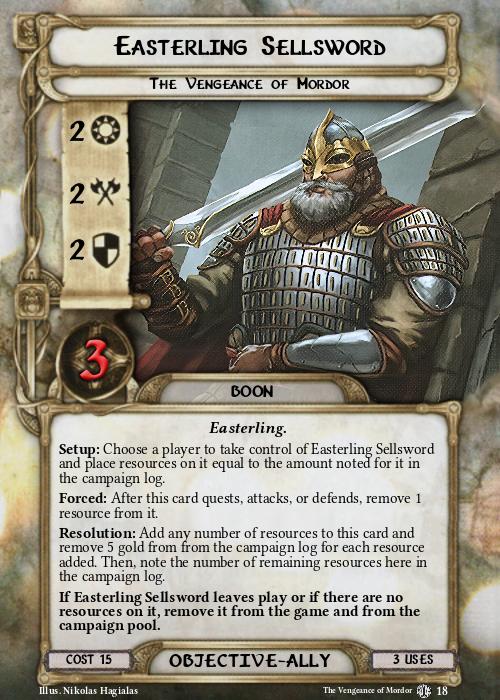 Easterling Sellsword
The Vengeance of Mordor
2
2
2
3
BOON
Easterling.
Setup: Choose a player to take control of Easterling Sellsword
and place resources on it equal to the amount noted for it in
the campaign log.
Forced: After this card quests, attacks, or defends, remove 1
resource from it.
Resolution: Add any number of resources to this card and
remove 5 gold from from the campaign log for each resource
added. Then, note the number of remaining resources here in
the campaign log.
If Easterling Sellsword leaves play or if there are no
resources on it, remove it from the game and from the
campaign pool.
COST 15
OBJECTIVE-ALLY
3 USES
Illus. Nikolas Hagialas
The Vengeance of Mordor 18